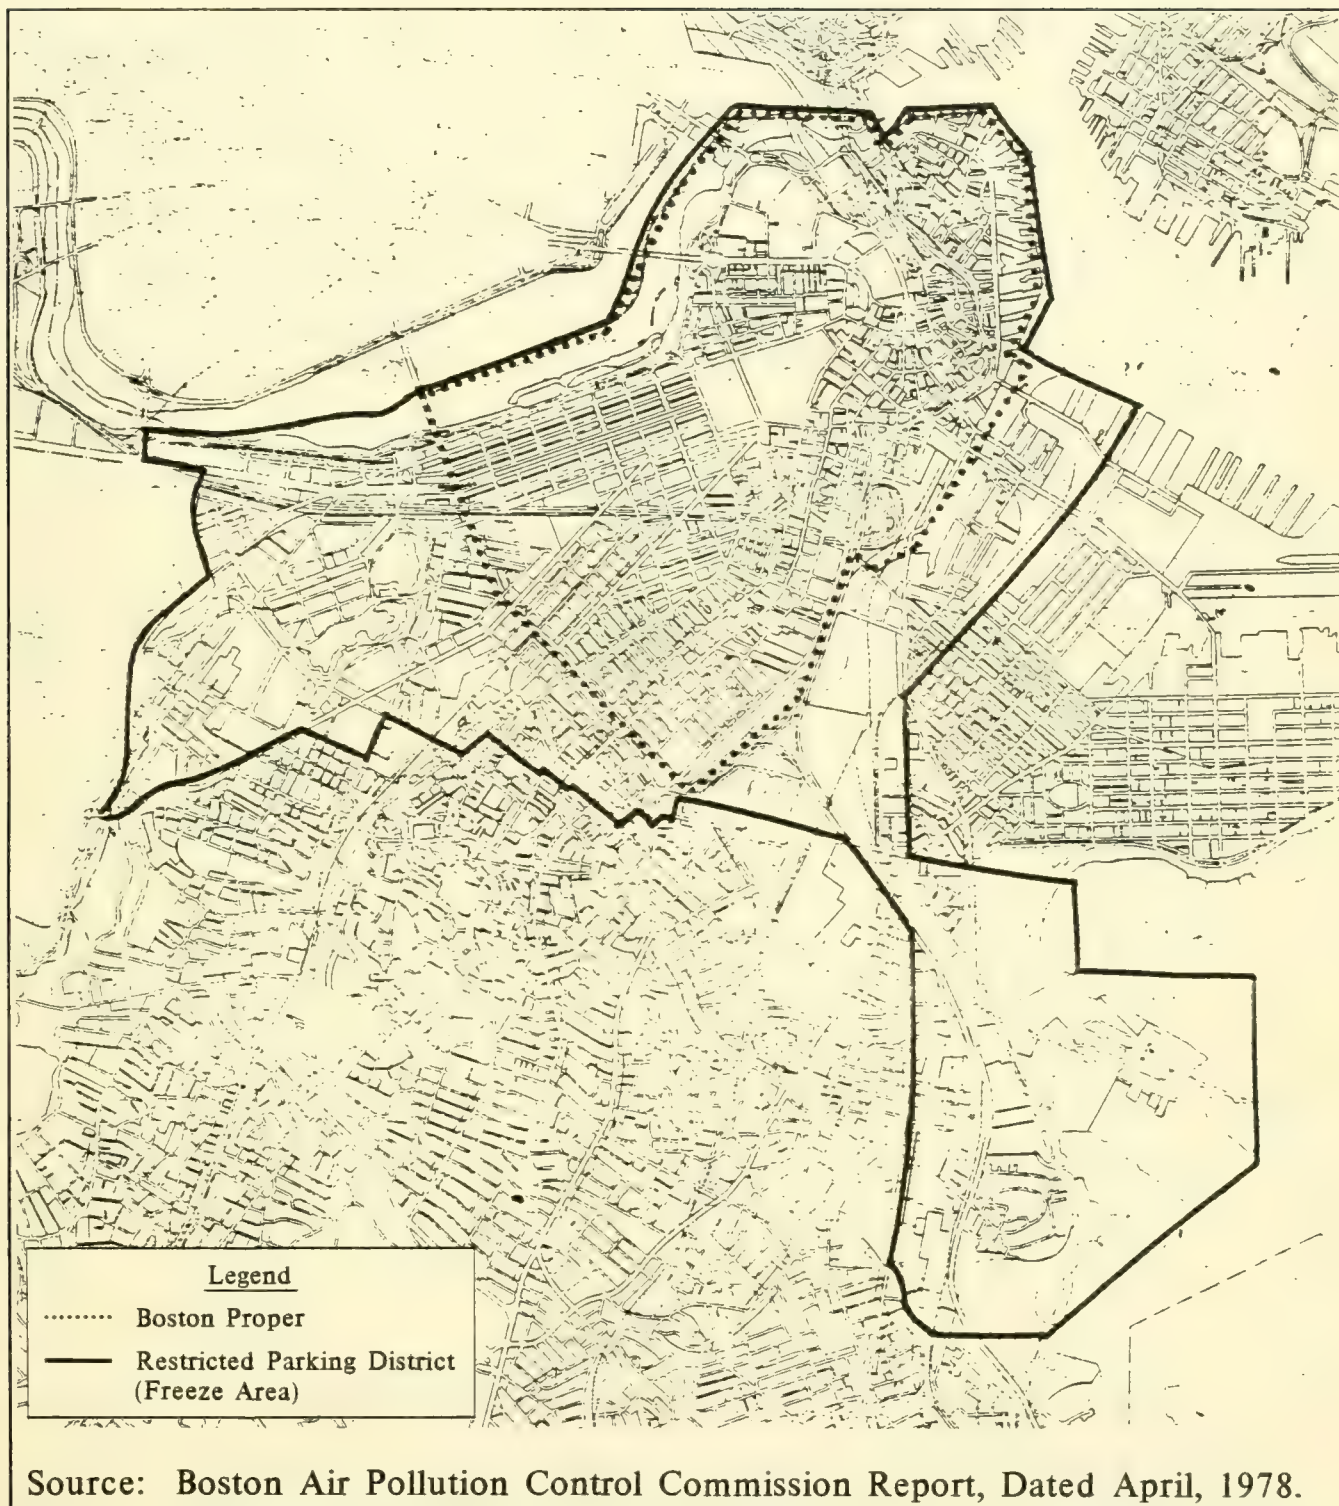 Legend
Boston Proper
Restricted Parking District
(Freeze Area)
Source: Boston Air Pollution Control Commission Report, Dated April, 1978.